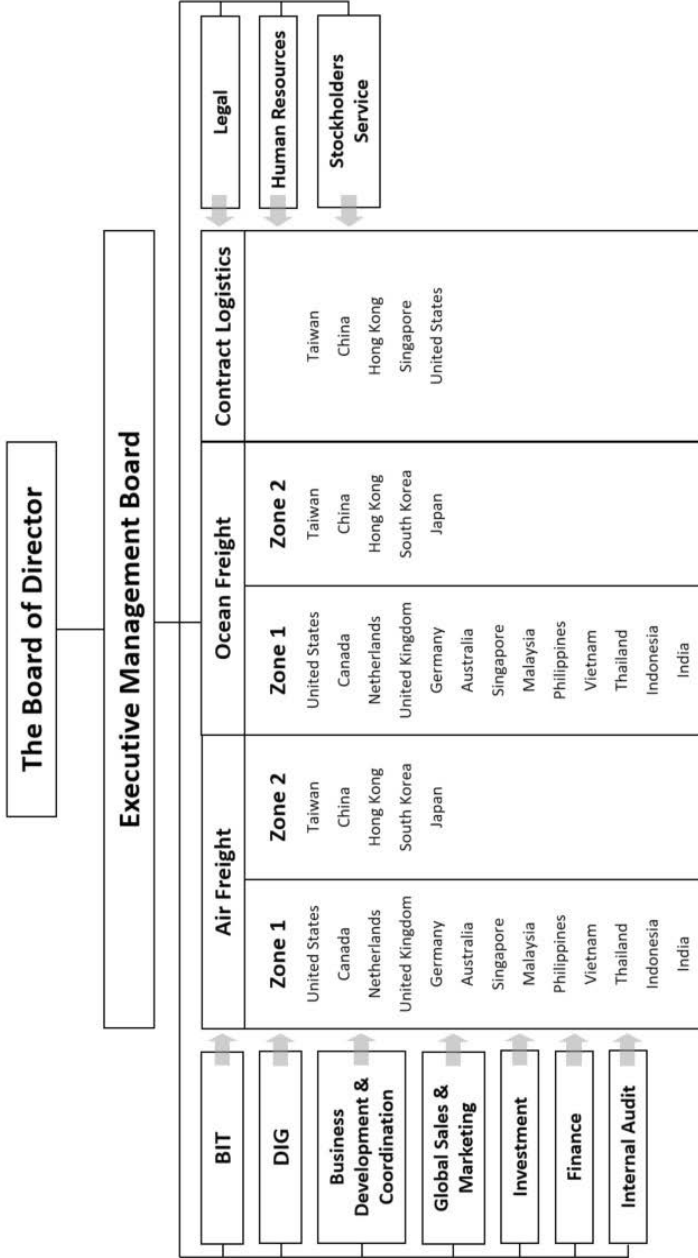 The Board of Director
Executive Management Board
BIT
DIG
Business
Development &
Coordination
Global Sales &
Marketing
Investment
Finance
Internal Audit
Air Freight
Zone 1
United States
Canada
Netherlands
United Kingdom
Germany
Australia
Singapore
Malaysia
Philippines
Vietnam
Thailand
Indonesia
India
Zone 2
Taiwan
China
Hong Kong
South Korea
Japan
Ocean Freight
Zone 1
United States
Canada
Netherlands
United Kingdom
Germany
Australia
Singapore
Malaysia
Philippines
Vietnam
Thailand
Indonesia
India
Zone 2
Taiwan
China
Hong Kong
South Korea
Japan
Contract Logistics
Taiwan
China
Hong Kong
Singapore
United States
Legal
Human Resources
Stockholders
Service